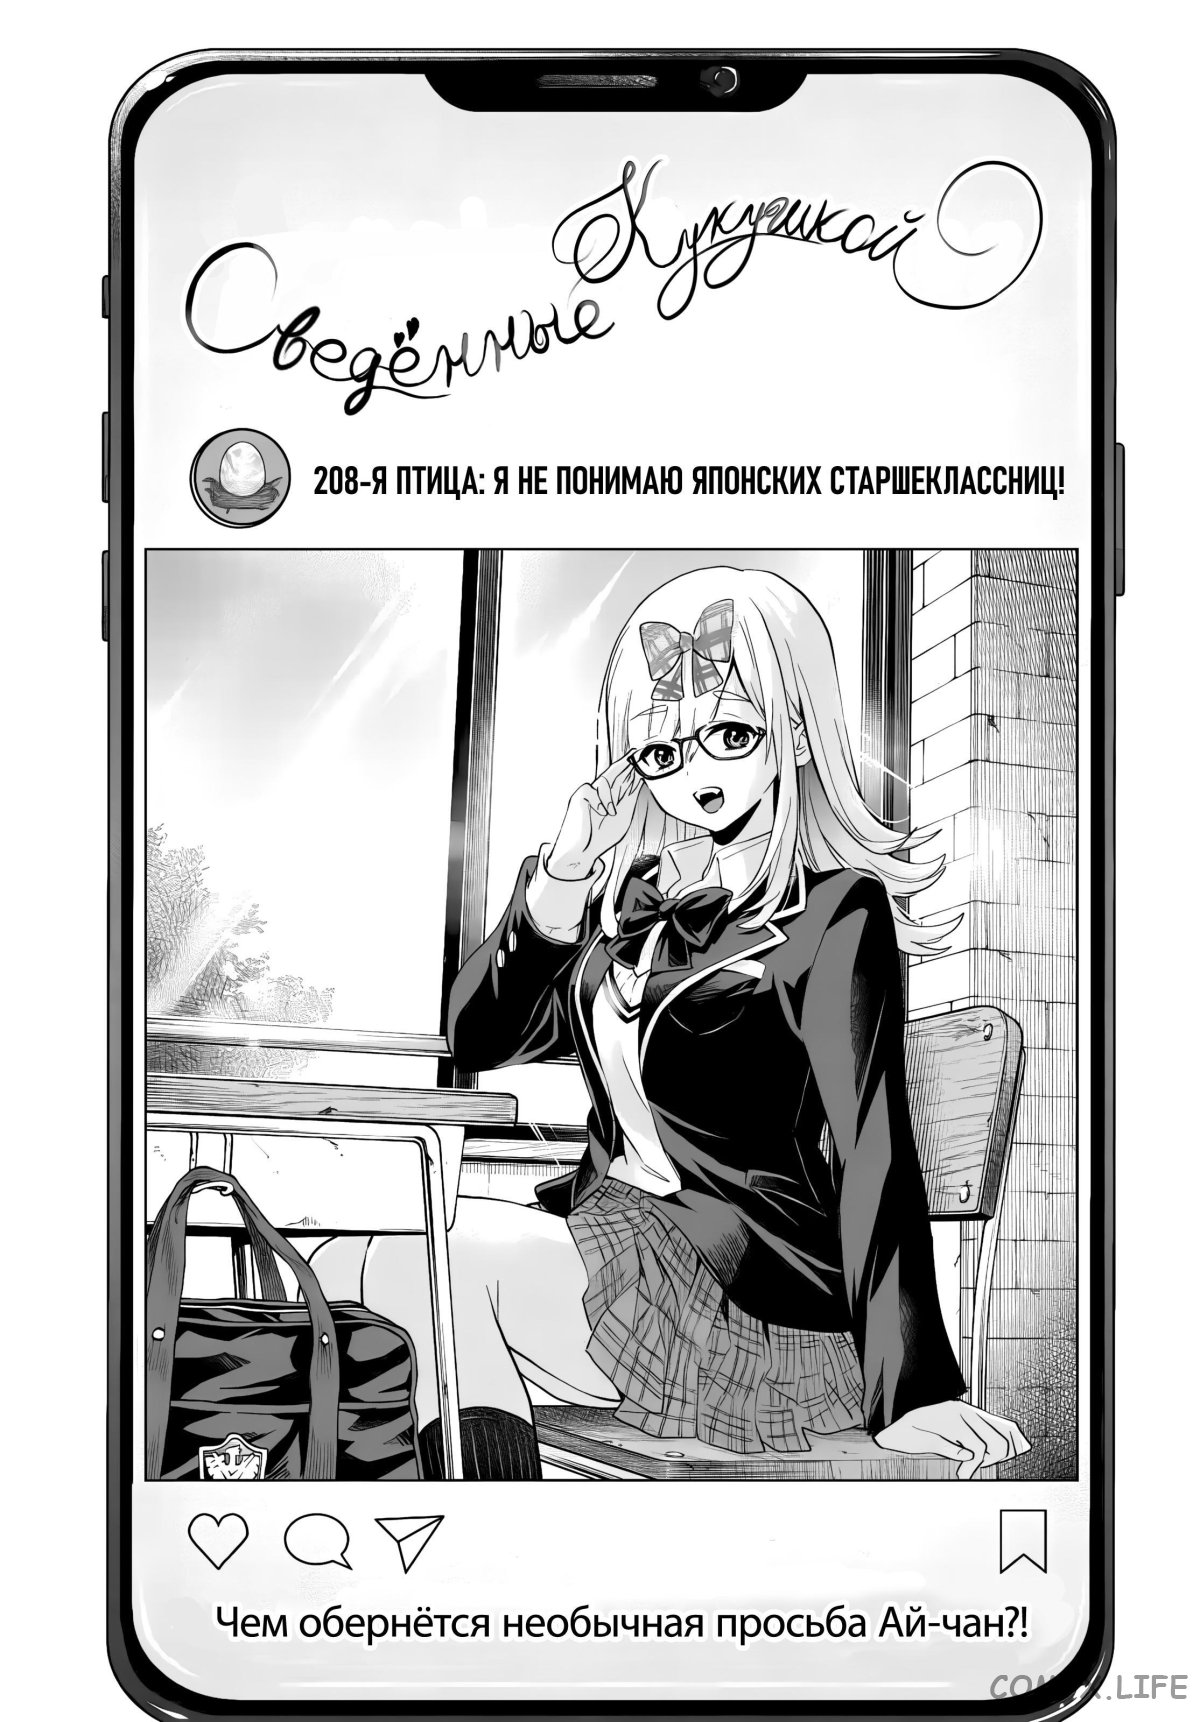 Сведённые Кукушкой
208-Я ПТИЦА: Я НЕ ПОНИМАЮ ЯПОНСКИХ СТАРШЕКЛАССНИЦ!
Чем обернётся необычная просьба Ай-чан?!